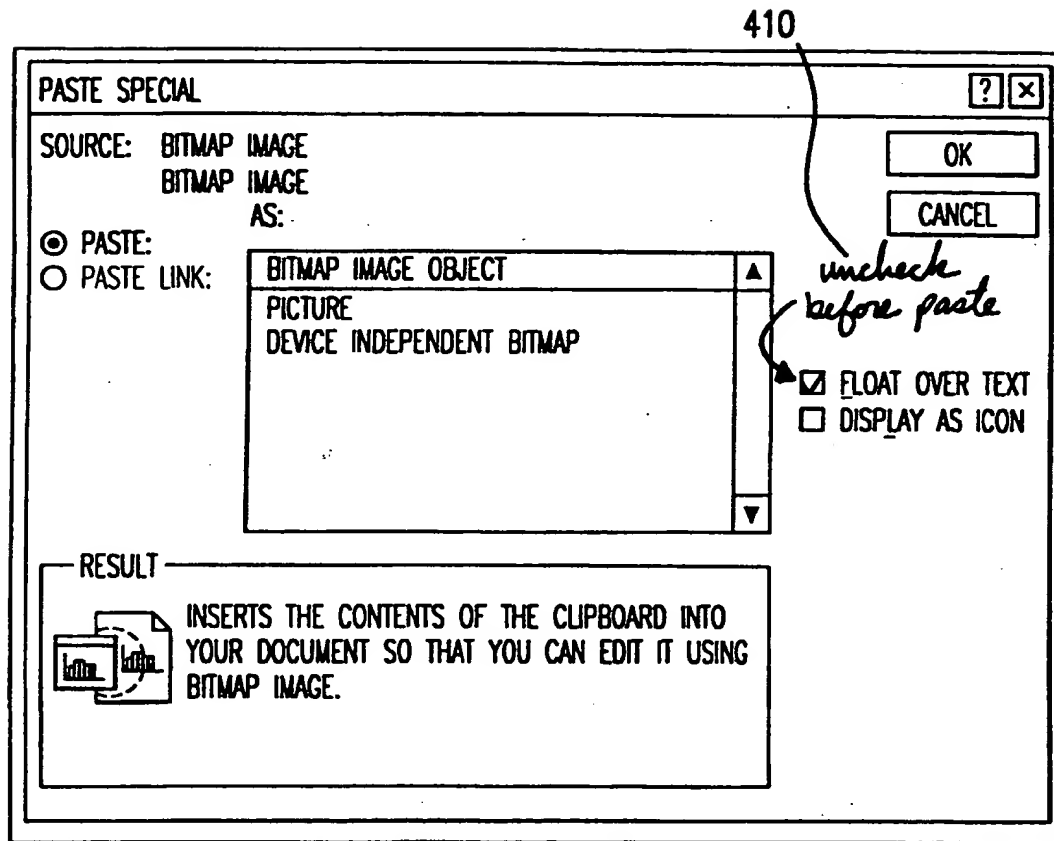 410
PASTE SPECIAL
?
SOURCE: BITMAP IMAGE
BITMAP IMAGE
AS:
OK
CANCEL
PASTE:
PASTE LINK:
BITMAP IMAGE OBJECT
PICTURE
DEVICE INDEPENDENT BITMAP
uncheck
before paste
FLOAT OVER TEXT
DISPLAY AS ICON
RESULT
INSERTS THE CONTENTS OF THE CLIPBOARD INTO
YOUR DOCUMENT SO THAT YOU CAN EDIT IT USING
BITMAP IMAGE.